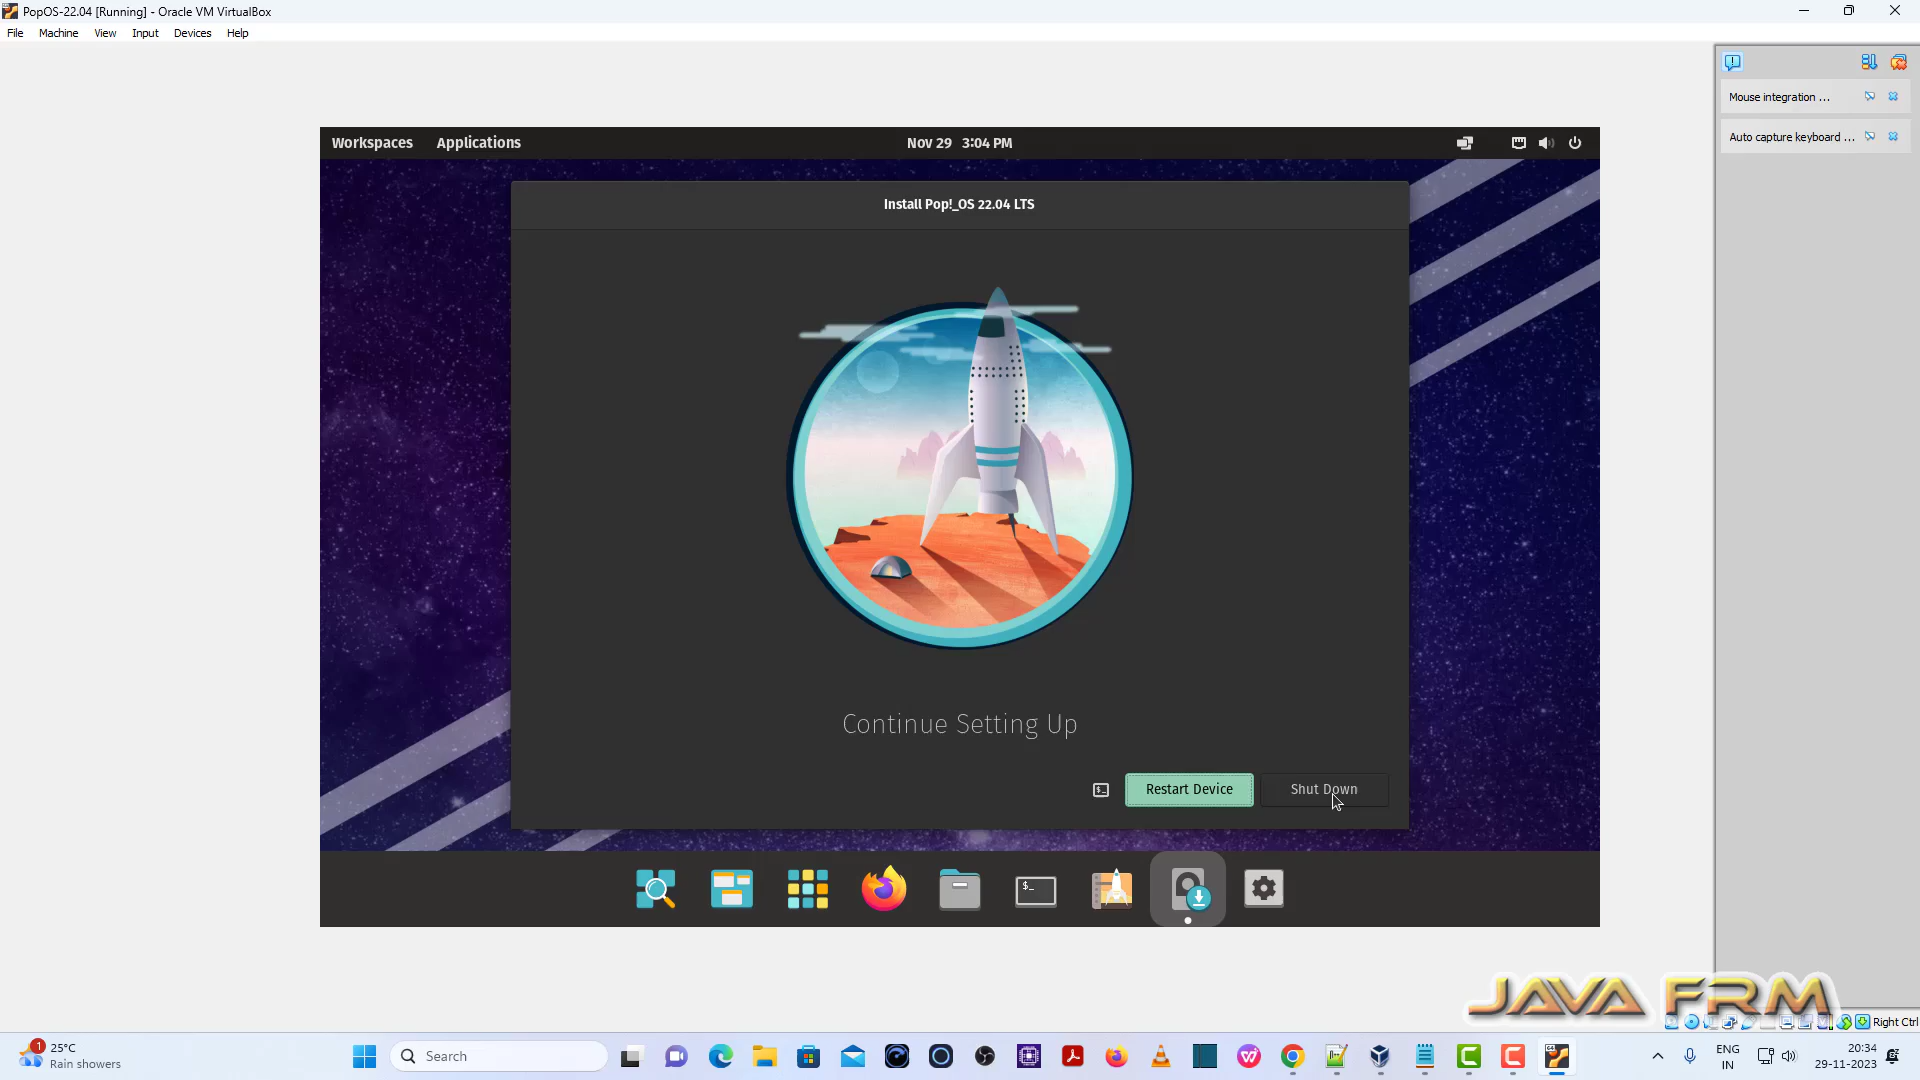 PopOS-22.04 [Running] - Oracle VM VirtualBox
File Machine View Input Devices Help
Mouse integration ...
Auto capture keyboard ...
Workspaces Applications Nov 29 3:04 PM
Install Pop!_OS 22.04 LTS
Continue Setting Up
Restart Device Shut Down
JAVA FRM
Right Ctrl
1
25°C
Rain showers
Search
ENG
IN
20:34
29-11-2023